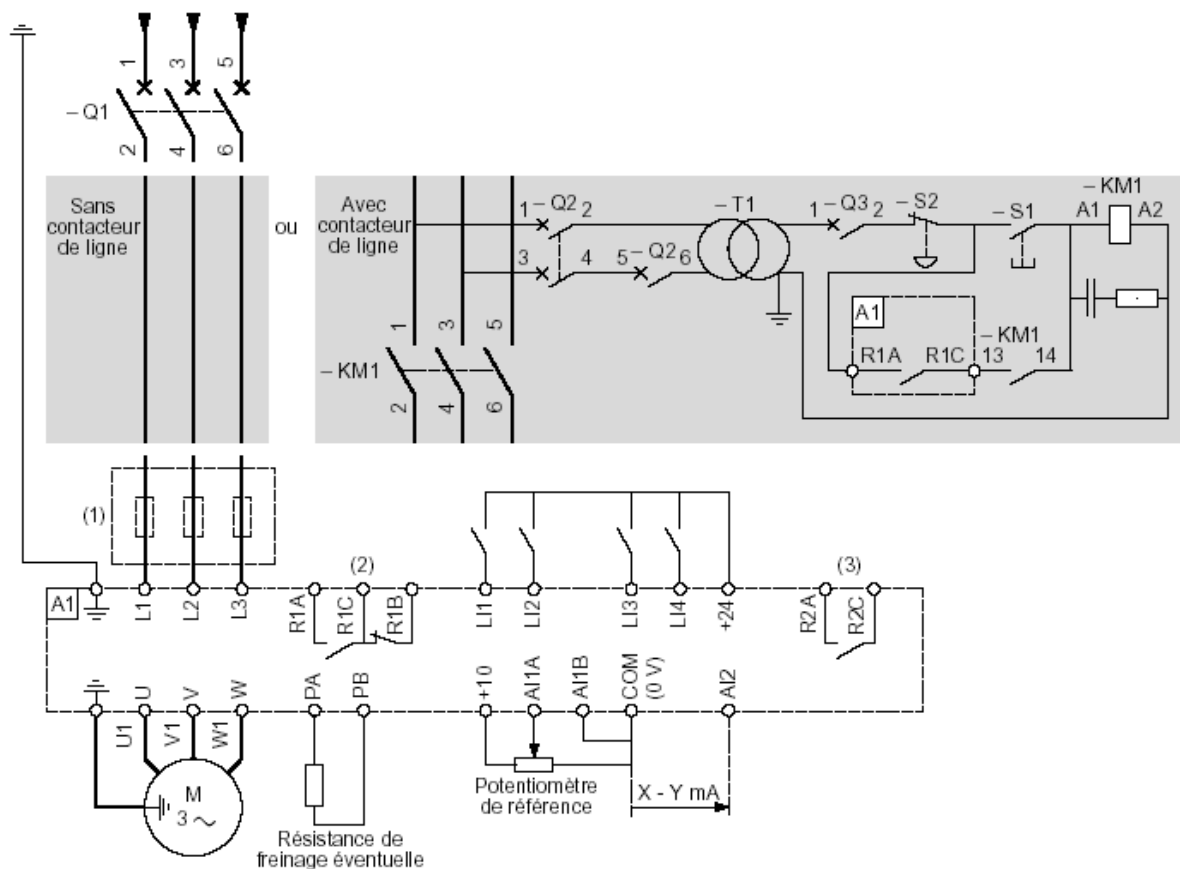 1
3
5
– Q1
2
4
6
Sans
contacteur
de ligne
ou
Avec
contacteur
de ligne
1 – Q2 2
– T1
1 – Q3 2
– S2
– S1
– KM1
A1 A2
3
4
5 – Q2 6
A1
R1A R1C
– KM1
13 14
1
3
5
– KM1
2
4
6
(1)
(2)
(3)
A1
L1
L2
L3
R1A
R1C
R1B
LI1
LI2
LI3
LI4
+24
R2A
R2C
U
V
W
PA
PB
+10
AI1A
AI1B
COM
(0 V)
AI2
U1
V1
W1
M
3 ~
Potentiomètre
de référence
X - Y mA
Résistance de
freinage éventuelle